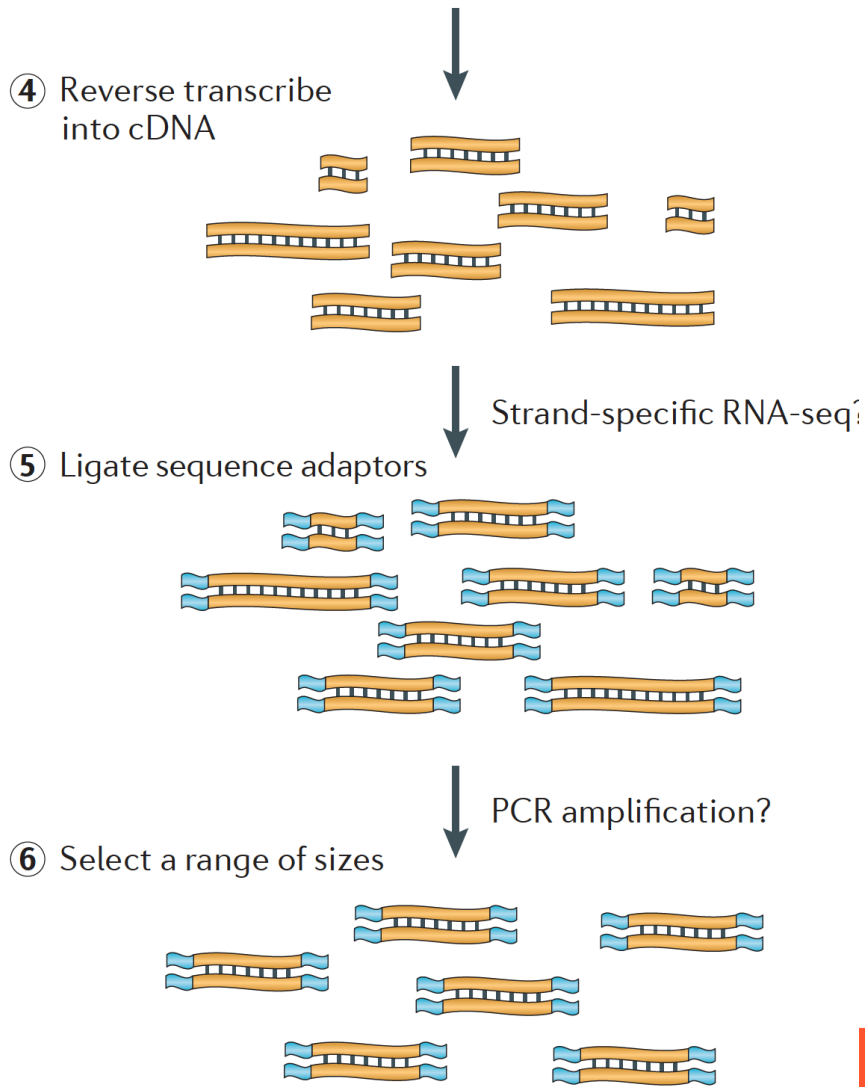 ④ Reverse transcribe
into cDNA
Strand-specific RNA-seq?
⑤ Ligate sequence adaptors
PCR amplification?
⑥ Select a range of sizes